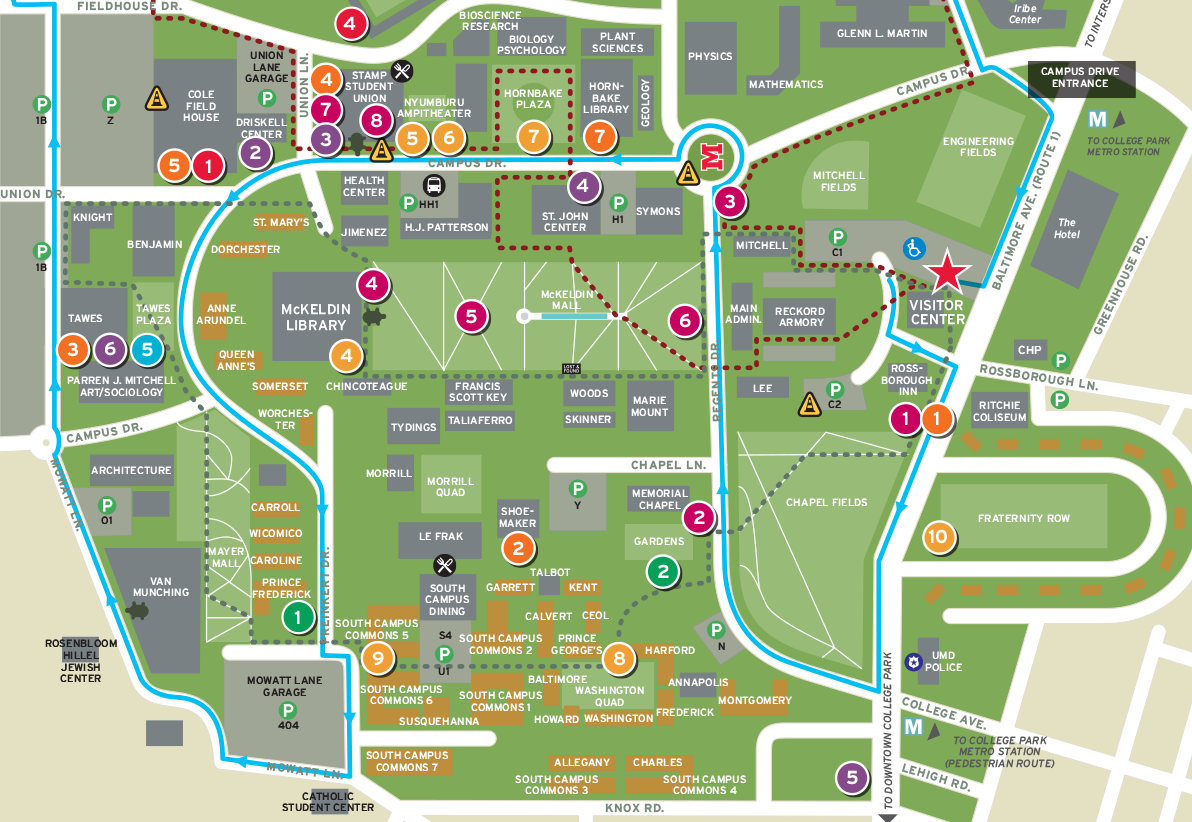 FIELDHOUSE DR.
4
BIOSCIENCE
RESEARCH
BIOLOGY
PSYCHOLOGY
PLANT
SCIENCES
PHYSICS
GLENN L. MARTIN
Iribe
Center
TO INTERS
MATHEMATICS
CAMPUS DRIVE
ENTRANCE
UNION
LANE
GARAGE
P
UNION LN.
4
STAMP
STUDENT
UNION
7
8
3
NYUMBURU
AMPITHEATER
5
6
HORNBAKE
PLAZA
7
HORN-
BAKE
LIBRARY
7
GEOLOGY
CAMPUS DR.
M
TO COLLEGE PARK
METRO STATION
P
1B
P
Z
COLE
FIELD
HOUSE
DRISKELL
CENTER
2
5
1
CAMPUS DR.
M
ENGINEERING
FIELDS
MITCHELL
FIELDS
BALTIMORE AVE. (ROUTE 1)
The
Hotel
GREENHOUSE RD.
UNION DR.
HEALTH
CENTER
P
HH1
H.J. PATTERSON
JIMENEZ
4
ST. JOHN
CENTER
P
H1
SYMONS
3
MITCHELL
P
C1
KNIGHT
BENJAMIN
ST. MARY'S
DORCHESTER
P
1B
McKELDIN
LIBRARY
4
4
5
McKELDIN
MALL
6
MAIN
ADMIN.
RECKORD
ARMORY
VISITOR
CENTER
TAWES
TAWES
PLAZA
ANNE
ARUNDEL
3
6
5
PARREN J. MITCHELL
ART/SOCIOLOGY
QUEEN
ANNE'S
SOMERSET
CHINCOTEAGUE
LOST &
FOUND
FRANCIS
SCOTT KEY
TALIAFERRO
WOODS
SKINNER
MARIE
MOUNT
REGENTS DR.
LEE
P
C2
ROSS-
BOROUGH
INN
1
1
CHP
P
P
ROSSBOROUGH LN.
RITCHIE
COLISEUM
WORCHES-
TER
TYDINGS
CAMPUS DR.
MOWATT LN.
ARCHITECTURE
P
O1
MORRILL
MORRILL
QUAD
CHAPEL LN.
P
Y
MEMORIAL
CHAPEL
2
CHAPEL FIELDS
FRATERNITY ROW
10
CARROLL
WICOMICO
CAROLINE
PRINCE
FREDERICK
1
MAYER
MALL
PREINKERT DR.
LE FRAK
SHOE-
MAKER
2
GARDENS
2
VAN
MUNCHING
SOUTH
CAMPUS
DINING
TALBOT
GARRETT
KENT
CALVERT
CEOL
SOUTH CAMPUS
COMMONS 5
S4
P
U1
SOUTH CAMPUS
COMMONS 2
PRINCE
GEORGE'S
HARFORD
P
N
ROSENBLOOM
HILLEL
JEWISH
CENTER
9
8
BALTIMORE
WASHINGTON
QUAD
ANNAPOLIS
MONTGOMERY
FREDERICK
UMD
POLICE
MOWATT LANE
GARAGE
P
404
SOUTH CAMPUS
COMMONS 6
SUSQUEHANNA
SOUTH CAMPUS
COMMONS 1
HOWARD
WASHINGTON
COLLEGE AVE.
M
TO COLLEGE PARK
METRO STATION
(PEDESTRIAN ROUTE)
MOWATT LN.
SOUTH CAMPUS
COMMONS 7
ALLEGANY
CHARLES
SOUTH CAMPUS
COMMONS 3
SOUTH CAMPUS
COMMONS 4
5
TO DOWNTOWN COLLEGE PARK
LEHIGH RD.
CATHOLIC
STUDENT CENTER
KNOX RD.